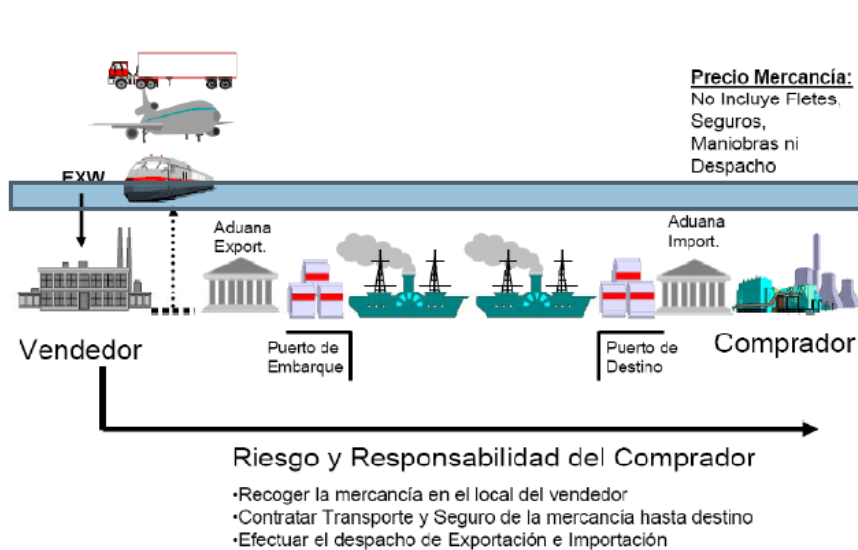 Precio Mercancía:
No Incluye Fletes,
Seguros,
Maniobras ni
Despacho
EXW
Aduana
Export.
Aduana
Import.
Vendedor
Puerto de
Embarque
Puerto de
Destino
Comprador
Riesgo y Responsabilidad del Comprador
•Recoger la mercancía en el local del vendedor
•Contratar Transporte y Seguro de la mercancia hasta destino
•Efectuar el despacho de Exportación e Importación